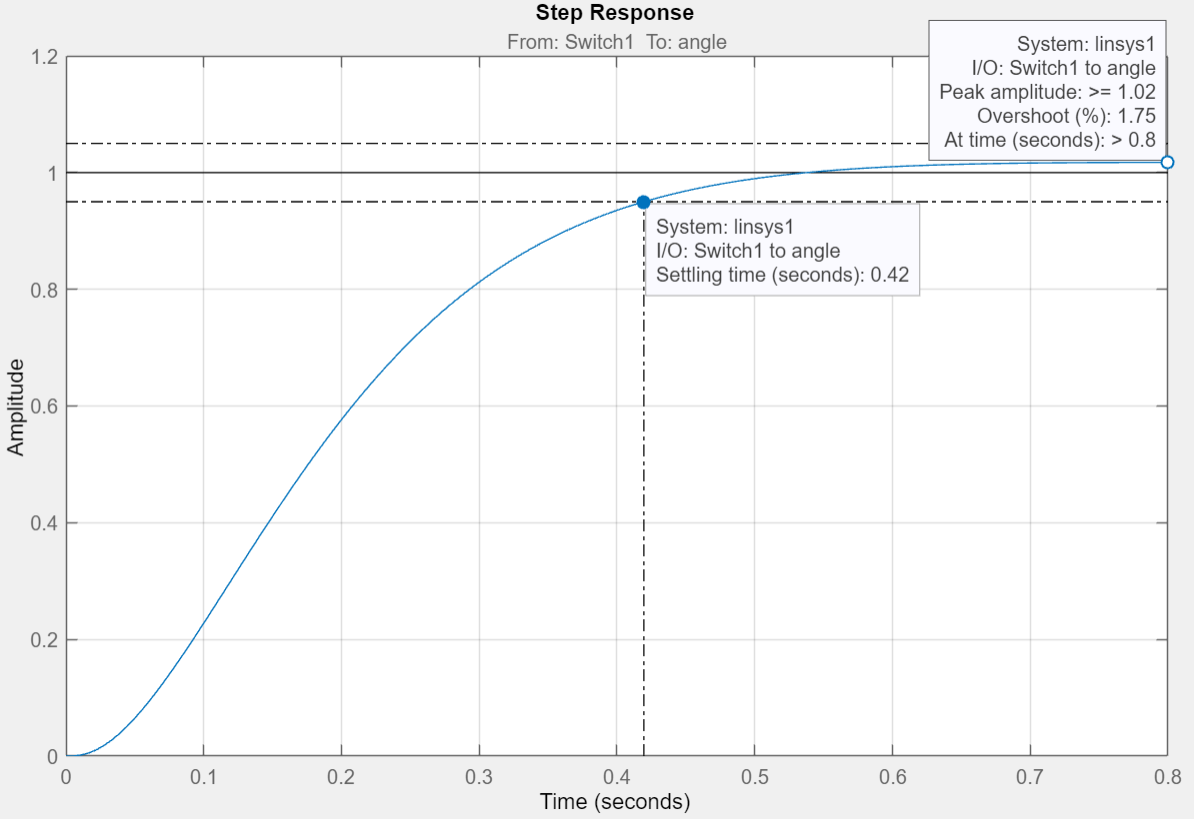 Step Response
From: Switch1  To: angle
System: linsys1
I/O: Switch1 to angle
Peak amplitude: >= 1.02
Overshoot (%): 1.75
At time (seconds): > 0.8
1.2
1
0.8
0.6
0.4
0.2
0
Amplitude
System: linsys1
I/O: Switch1 to angle
Settling time (seconds): 0.42
0 0.1 0.2 0.3 0.4 0.5 0.6 0.7 0.8
Time (seconds)